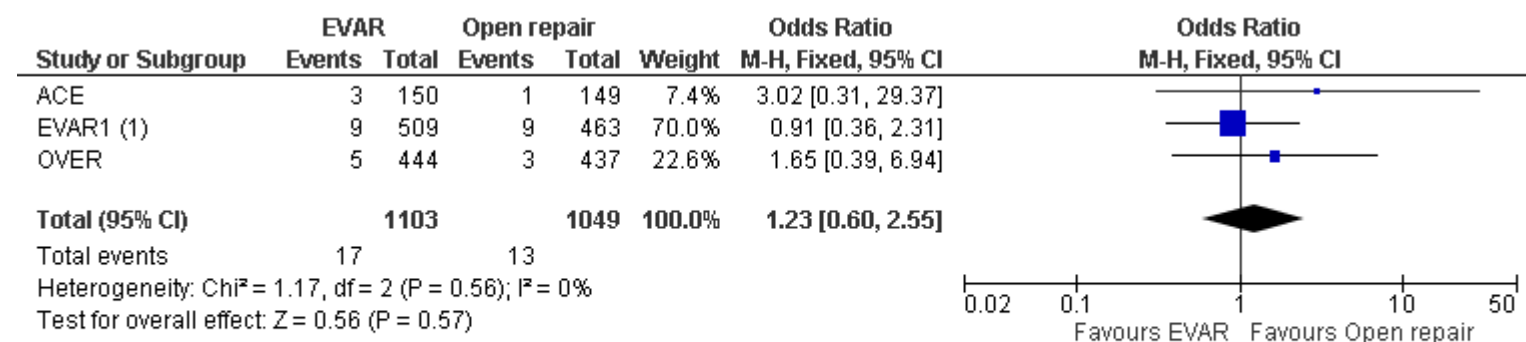 EVAR Open repair Odds Ratio Odds Ratio
Study or Subgroup Events Total Events Total Weight M-H, Fixed, 95% CI M-H, Fixed, 95% CI
ACE 3 150 1 149 7.4% 3.02 [0.31, 29.37]
EVAR1 (1) 9 509 9 463 70.0% 0.91 [0.36, 2.31]
OVER 5 444 3 437 22.6% 1.65 [0.39, 6.94]
Total (95% CI) 1103 1049 100.0% 1.23 [0.60, 2.55]
Total events 17 13
Heterogeneity: Chi² = 1.17, df = 2 (P = 0.56); I² = 0%
Test for overall effect: Z = 0.56 (P = 0.57)
0.02 0.1 1 10 50
Favours EVAR Favours Open repair